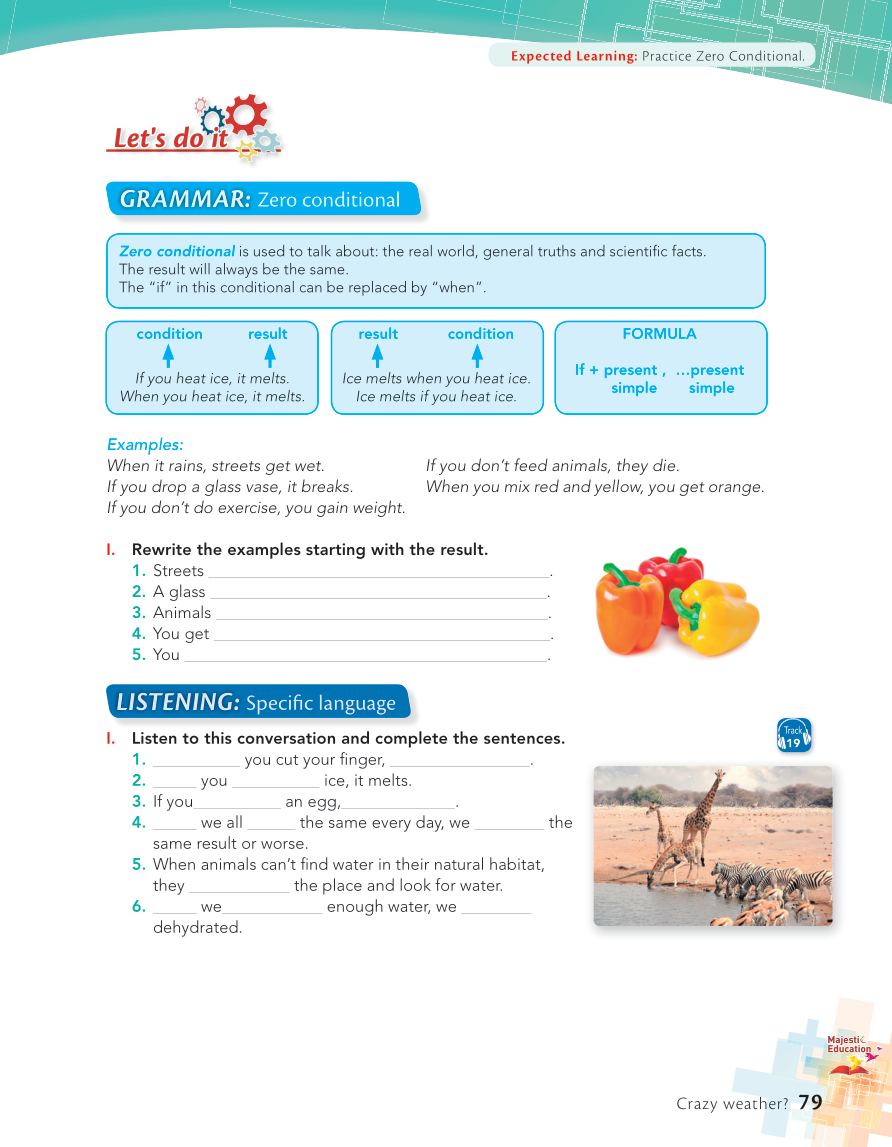 Expected Learning: Practice Zero Conditional.
Let's do it
GRAMMAR: Zero conditional
Zero conditional is used to talk about: the real world, general truths and scientific facts.
The result will always be the same.
The “if” in this conditional can be replaced by “when”.
condition result
If you heat ice, it melts.
When you heat ice, it melts.
result condition
Ice melts when you heat ice.
Ice melts if you heat ice.
FORMULA
If + present , …present
simple simple
Examples:
When it rains, streets get wet.
If you drop a glass vase, it breaks.
If you don’t do exercise, you gain weight.
If you don’t feed animals, they die.
When you mix red and yellow, you get orange.
I. Rewrite the examples starting with the result.
1. Streets ______________________.
2. A glass ______________________.
3. Animals ______________________.
4. You get ______________________.
5. You ______________________.
LISTENING: Specific language
I. Listen to this conversation and complete the sentences.
Track
19
1. __________ you cut your finger, ________________.
2. _____ you __________ ice, it melts.
3. If you__________ an egg,_____________.
4. _____ we all ______ the same every day, we ________ the
same result or worse.
5. When animals can’t find water in their natural habitat,
they ____________ the place and look for water.
6. _____ we____________ enough water, we ________
dehydrated.
Majestic
Education
Crazy weather? 79